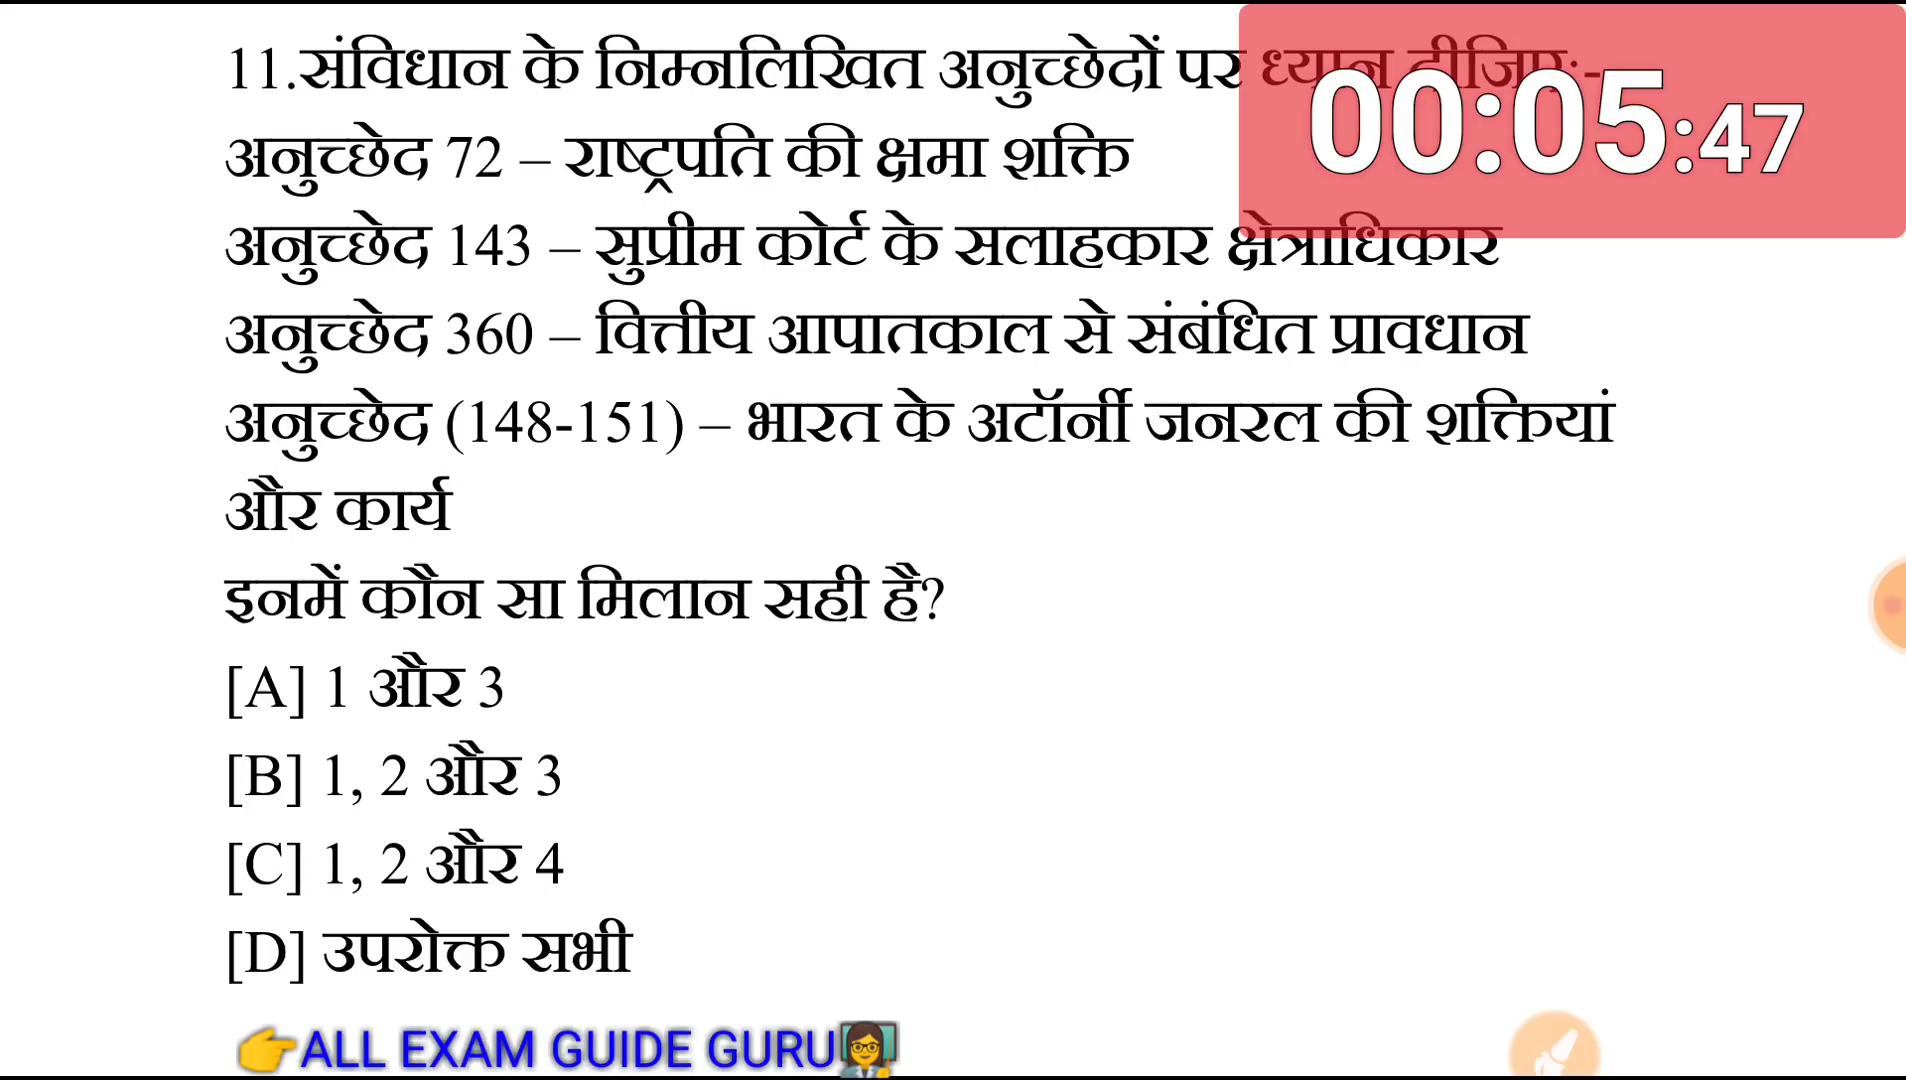 11.संविधान के निम्नलिखित अनुच्छेदों पर ध्यान दीजिए:-
00:05:47
अनुच्छेद 72 – राष्ट्रपति की क्षमा शक्ति
अनुच्छेद 143 – सुप्रीम कोर्ट के सलाहकार क्षेत्राधिकार
अनुच्छेद 360 – वित्तीय आपातकाल से संबंधित प्रावधान
अनुच्छेद (148-151) – भारत के अटॉर्नी जनरल की शक्तियां
और कार्य
इनमें कौन सा मिलान सही है?
[A] 1 और 3
[B] 1, 2 और 3
[C] 1, 2 और 4
[D] उपरोक्त सभी
👉ALL EXAM GUIDE GURU👩‍🏫